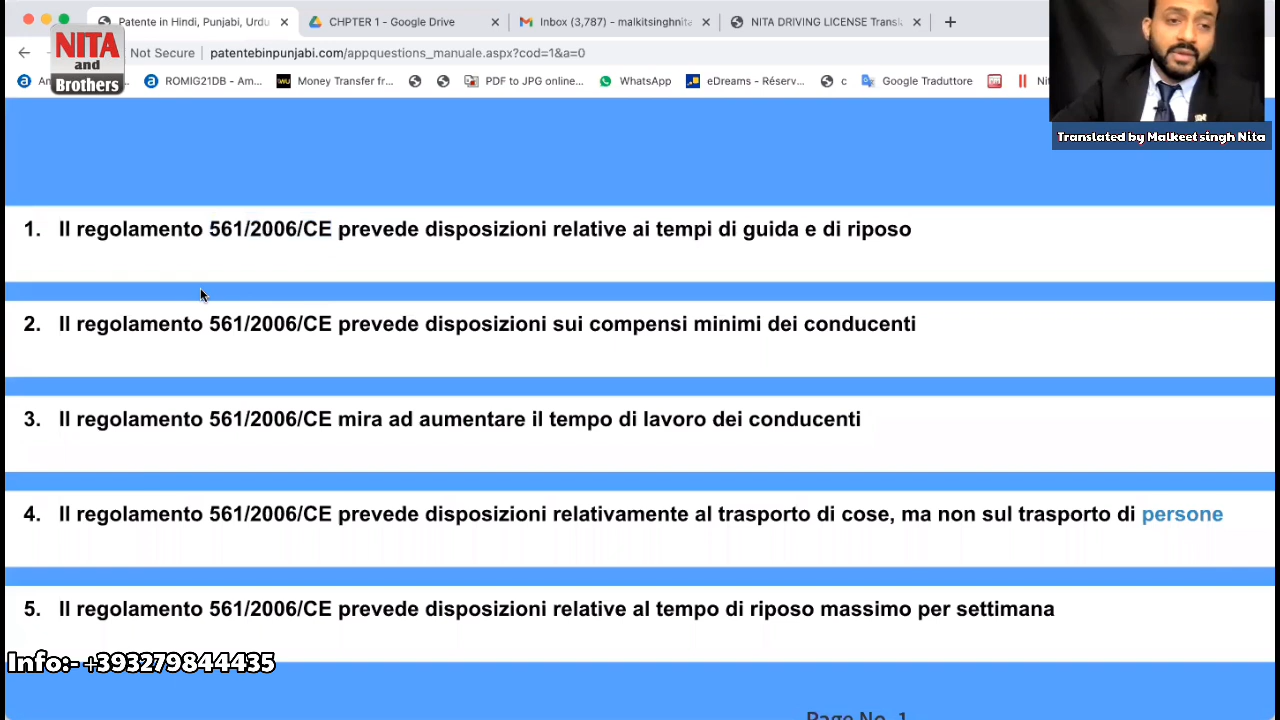 Patente in Hindi, Punjabi, Urdu
CHPTER 1 - Google Drive
Inbox (3,787) - malkitsinghnita
NITA DRIVING LICENSE Transl
NITA
and
Brothers
Not Secure
patentebinpunjabi.com/appquestions_manuale.aspx?cod=1&a=0
ROMIG21DB - Am...
Money Transfer fr...
PDF to JPG online...
WhatsApp
eDreams - Réserv...
c
Google Traduttore
Translated by Malkeet singh Nita
1. Il regolamento 561/2006/CE prevede disposizioni relative ai tempi di guida e di riposo
2. Il regolamento 561/2006/CE prevede disposizioni sui compensi minimi dei conducenti
3. Il regolamento 561/2006/CE mira ad aumentare il tempo di lavoro dei conducenti
4. Il regolamento 561/2006/CE prevede disposizioni relativamente al trasporto di cose, ma non sul trasporto di persone
5. Il regolamento 561/2006/CE prevede disposizioni relative al tempo di riposo massimo per settimana
Info:- +393279844435
Page No. 1